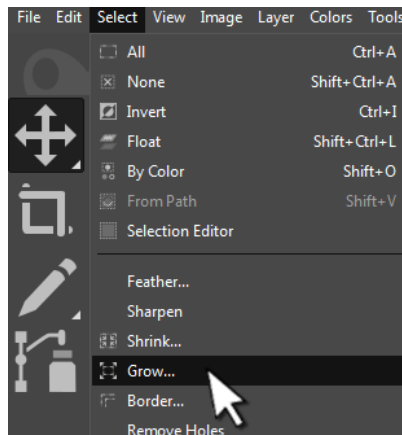 File Edit Select View Image Layer Colors Tools
All Ctrl+A
None Shift+Ctrl+A
Invert Ctrl+I
Float Shift+Ctrl+L
By Color Shift+O
From Path Shift+V
Selection Editor
Feather...
Sharpen
Shrink...
Grow...
Border...
Remove Holes